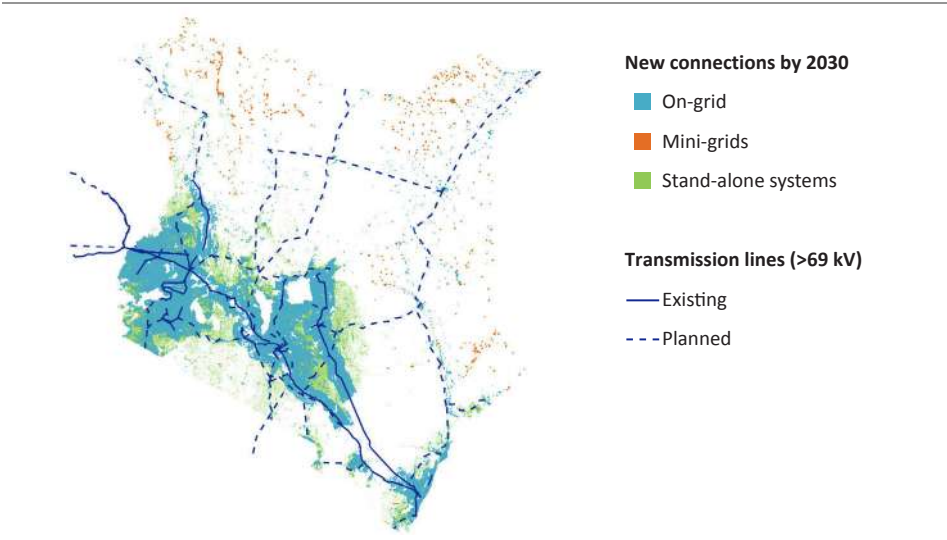 New connections by 2030
On-grid
Mini-grids
Stand-alone systems
Transmission lines (>69 kV)
Existing
Planned